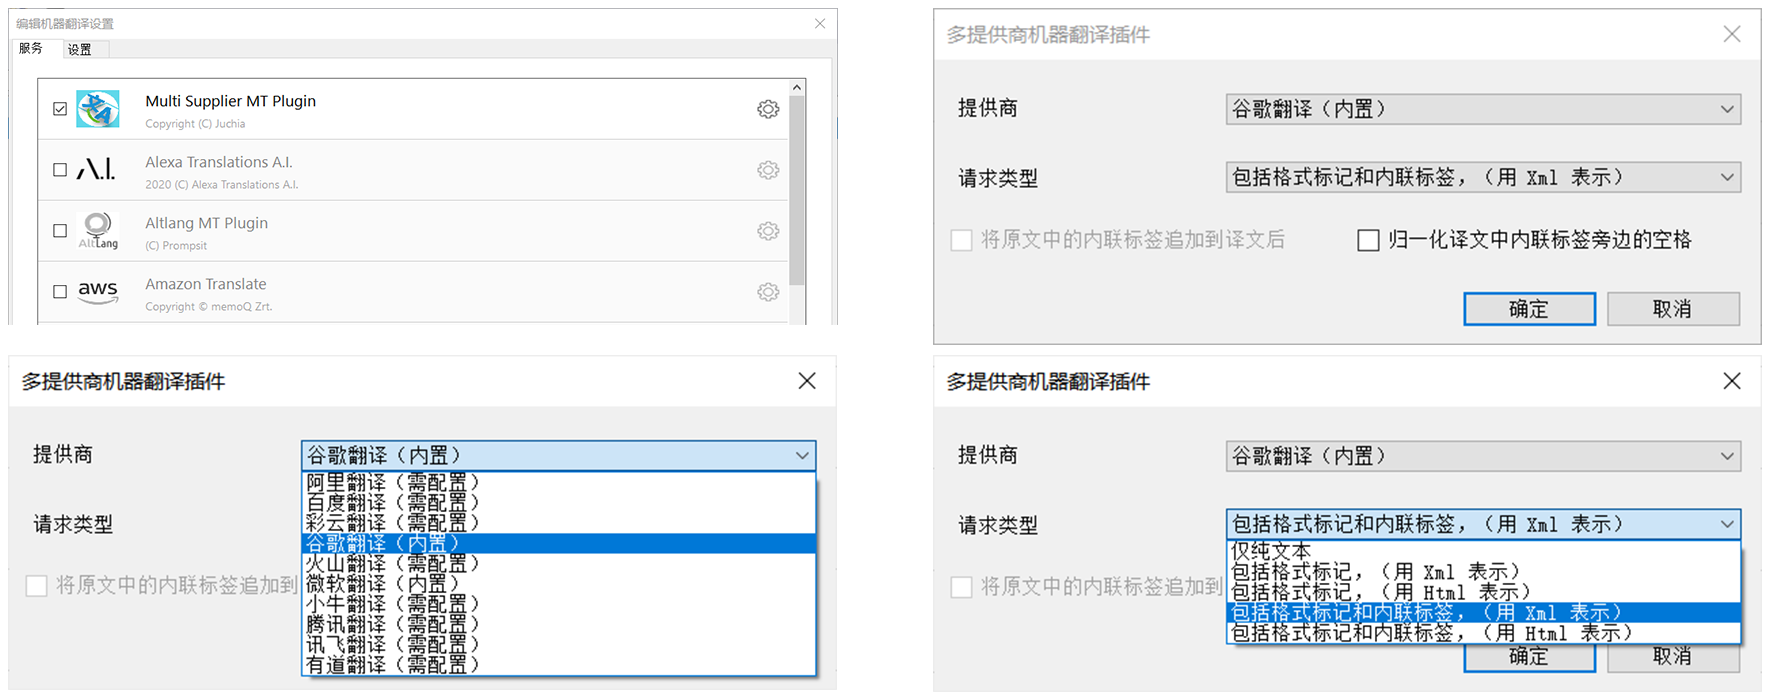 编辑机器翻译设置
服务 设置
Multi Supplier MT Plugin
Copyright (C) Juchia
A.I.
Alexa Translations A.I.
2020 (C) Alexa Translations A.I.
AltLang
Altlang MT Plugin
(C) Prompsit
aws
Amazon Translate
Copyright © memoQ Zrt.
多提供商机器翻译插件
提供商 谷歌翻译（内置）
请求类型 包括格式标记和内联标签，（用 Xml 表示）
将原文中的内联标签追加到译文后 归一化译文中内联标签旁边的空格
确定 取消
多提供商机器翻译插件
提供商 谷歌翻译（内置）
阿里翻译（需配置）
百度翻译（需配置）
彩云翻译（需配置）
谷歌翻译（内置）
火山翻译（需配置）
微软翻译（内置）
小牛翻译（需配置）
腾讯翻译（需配置）
讯飞翻译（需配置）
有道翻译（需配置）
请求类型
将原文中的内联标签追加到
多提供商机器翻译插件
提供商 谷歌翻译（内置）
请求类型 包括格式标记和内联标签，（用 Xml 表示）
仅纯文本
包括格式标记，（用 Xml 表示）
包括格式标记，（用 Html 表示）
包括格式标记和内联标签，（用 Xml 表示）
包括格式标记和内联标签，（用 Html 表示）
将原文中的内联标签追加到
确定 取消